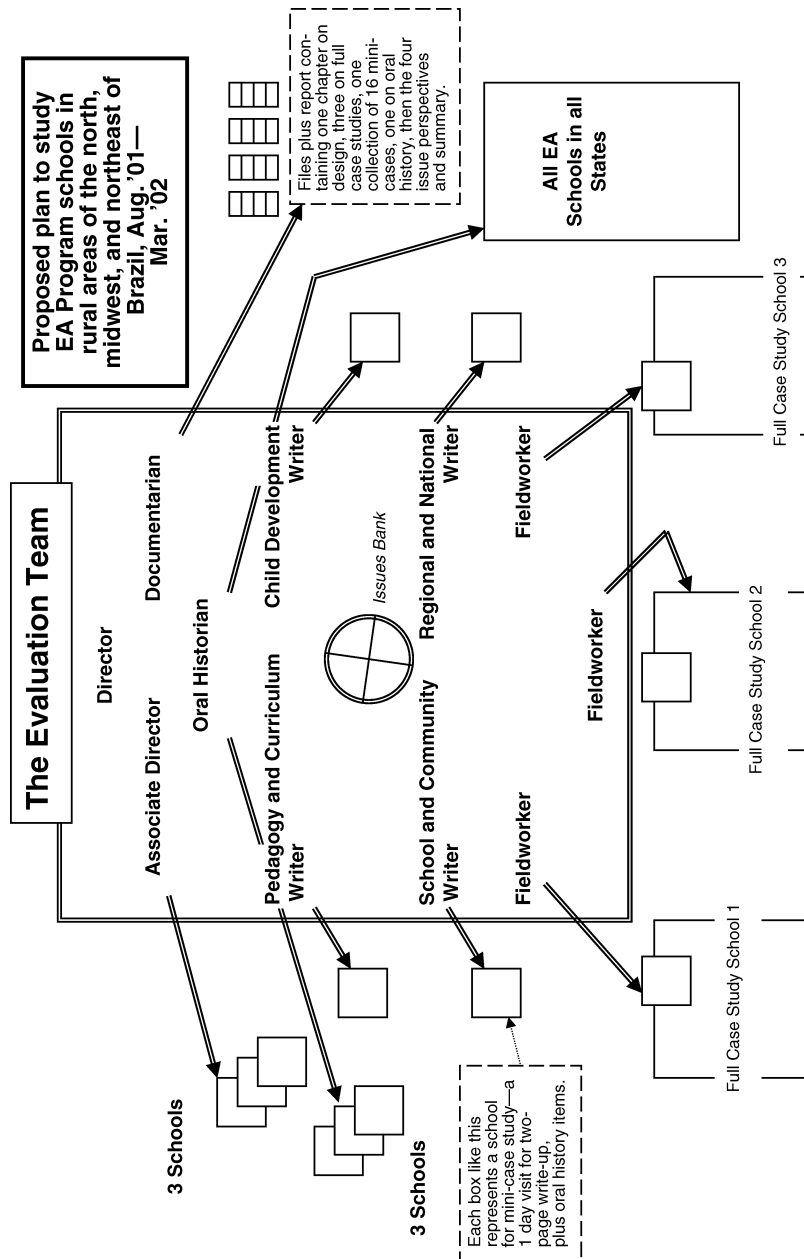 The Evaluation Team
Proposed plan to study
EA Program schools in
rural areas of the north,
midwest, and northeast of
Brazil, Aug. ’01—
Mar. ’02
Director
Associate Director
Documentarian
Oral Historian
Pedagogy and Curriculum
Writer
Child Development
Writer
Issues Bank
School and Community
Writer
Regional and National
Writer
Fieldworker
Fieldworker
Fieldworker
3 Schools
3 Schools
Files plus report con-
taining one chapter on
design, three on full
case studies, one
collection of 16 mini-
cases, one on oral
history, then the four
issue perspectives
and summary.
All EA
Schools in all
States
Each box like this
represents a school
for mini-case study—a
1 day visit for two-
page write-up,
plus oral history items.
Full Case Study School 1
Full Case Study School 2
Full Case Study School 3